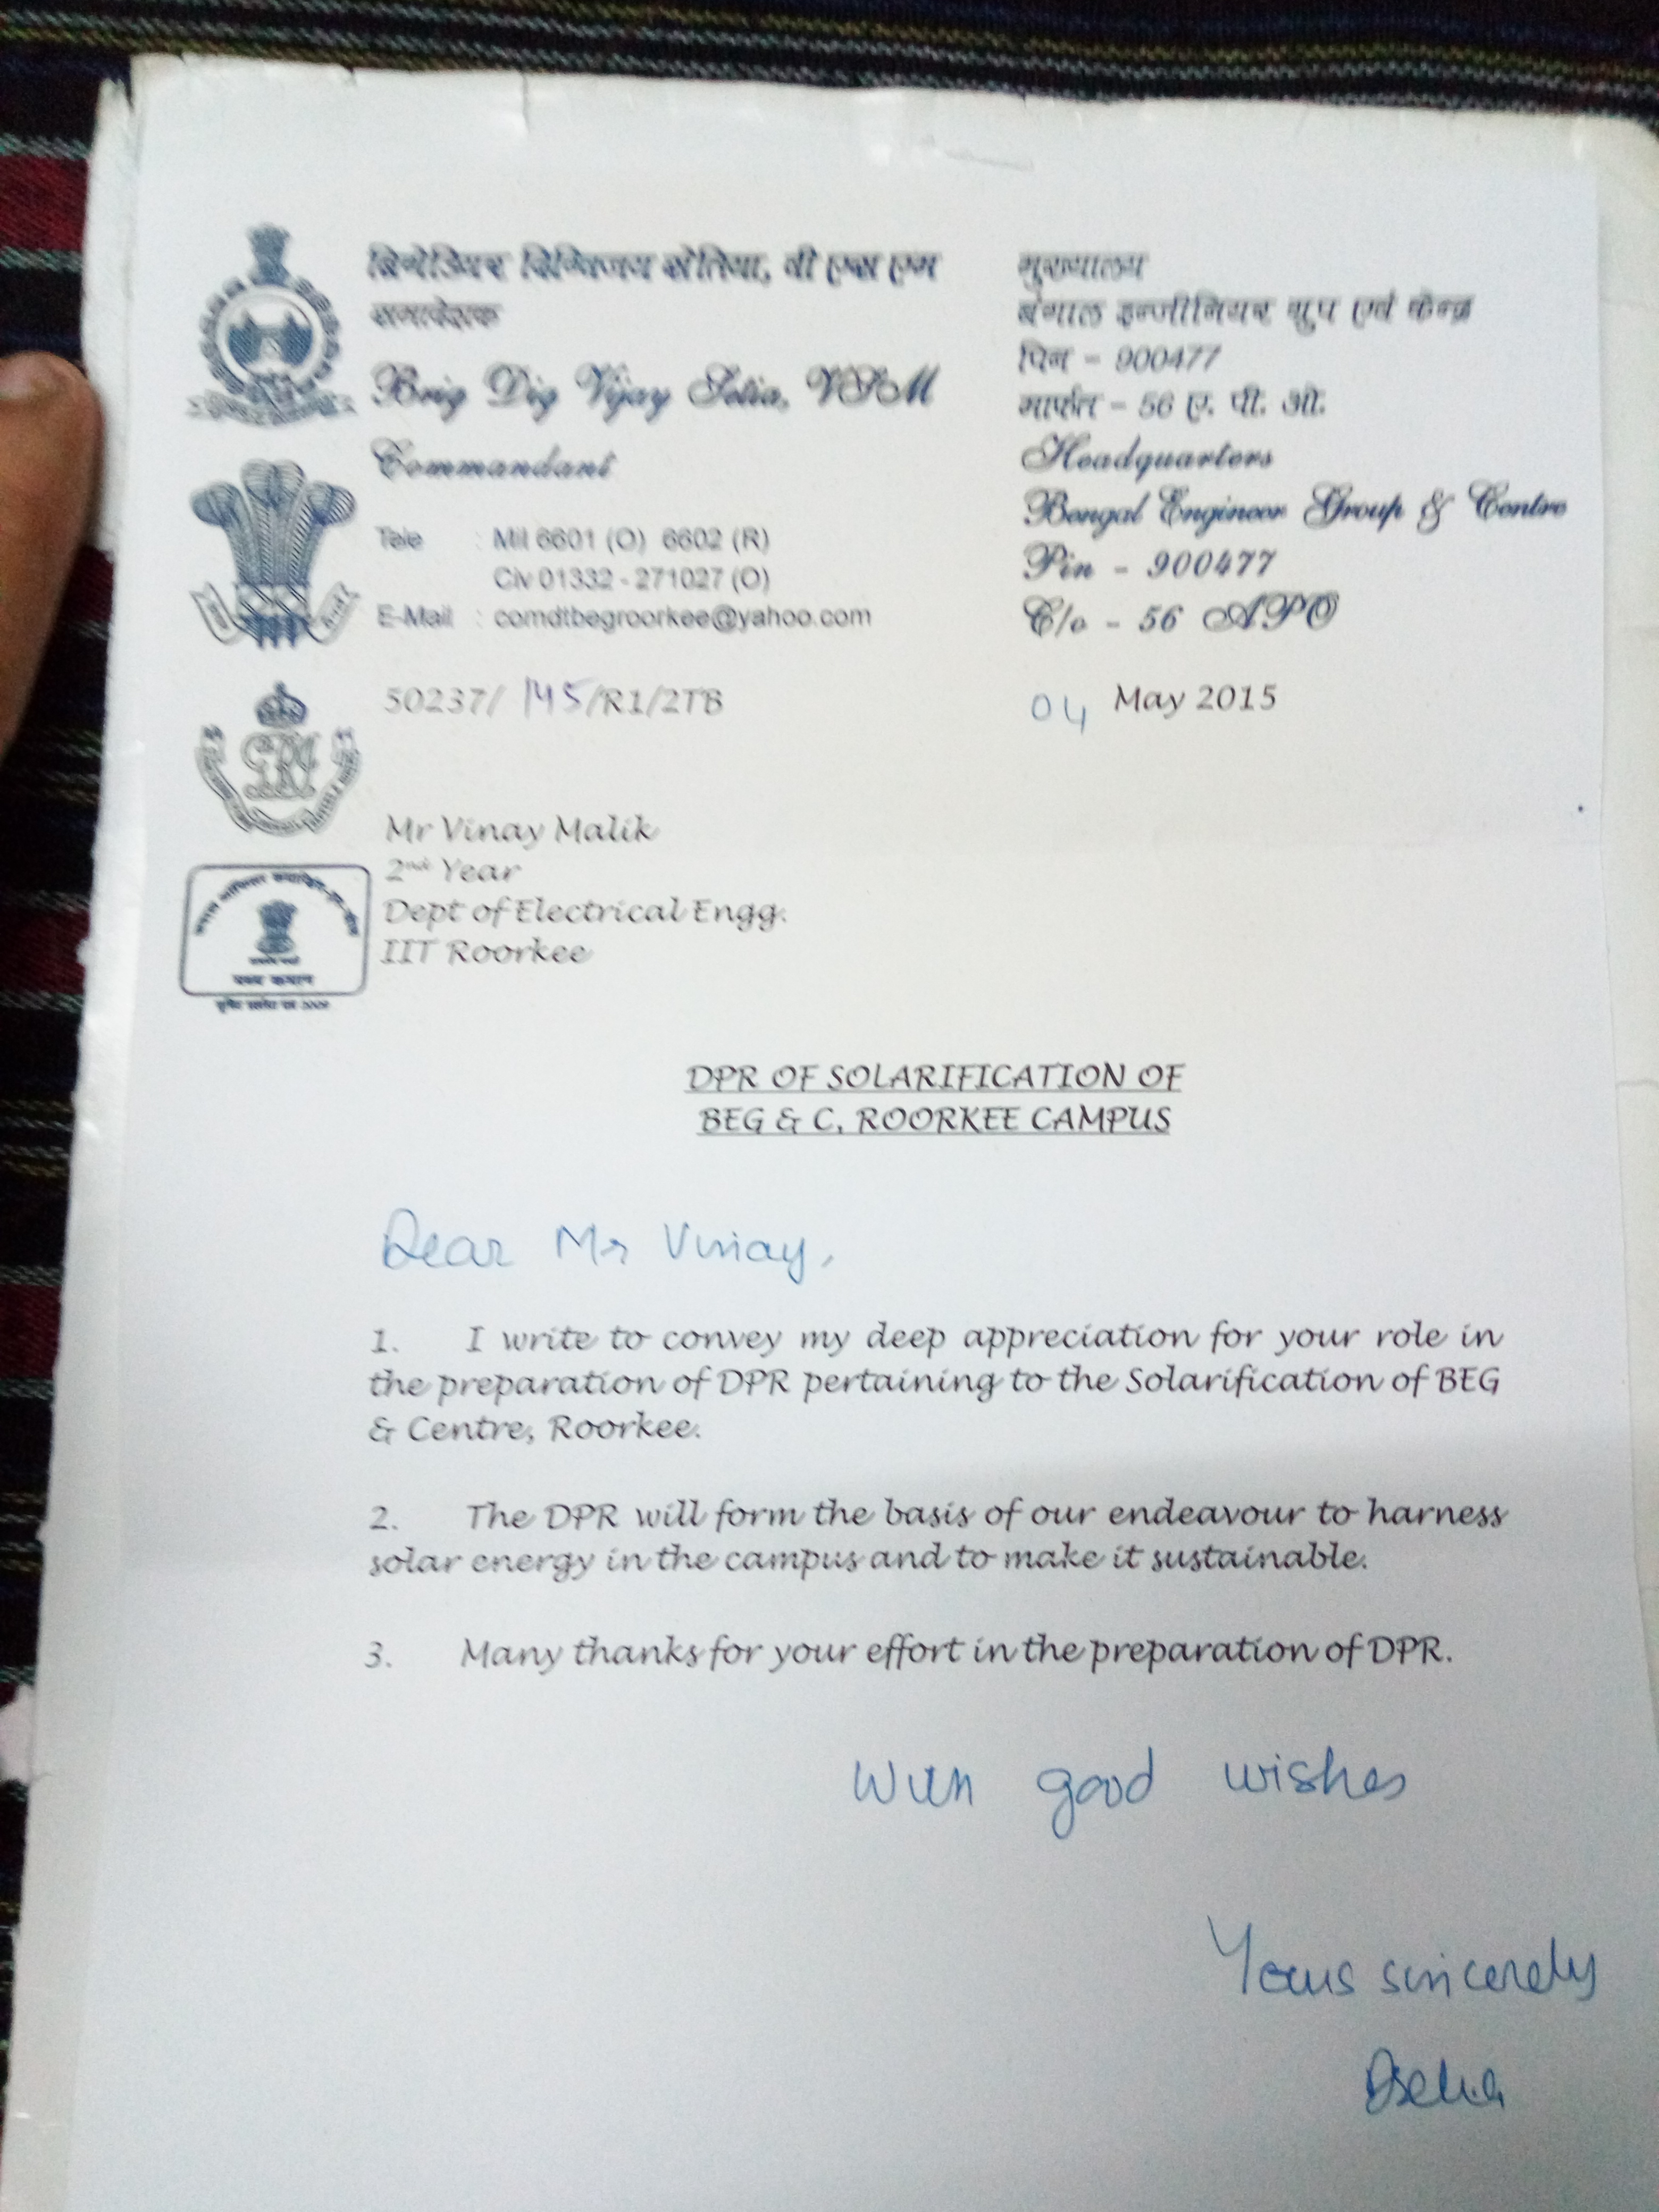 ब्रिगेडियर दिग्विजय सेतिया, वी एस एम
समादेशक
Brig Dig Vijay Setia, VSM
Commandant
Tele : Mil 6601 (O) 6602 (R)
Civ 01332 - 271027 (O)
E-Mail : comdtbegroorkee@yahoo.com
मुख्यालय
बंगाल इन्जीनियर ग्रुप एवं केन्द्र
पिन - 900477
मार्फत - 56 ए. पी. ओ.
Headquarters
Bengal Engineer Group & Centre
Pin - 900477
C/o - 56 APO
50237/ 145/R1/2TB
04 May 2015
Mr Vinay Malik
2nd Year
Dept of Electrical Engg.
IIT Roorkee
DPR OF SOLARIFICATION OF
BEG & C, ROORKEE CAMPUS
Dear Mr Vinay,
1. I write to convey my deep appreciation for your role in
the preparation of DPR pertaining to the Solarification of BEG
& Centre, Roorkee.
2. The DPR will form the basis of our endeavour to harness
solar energy in the campus and to make it sustainable.
3. Many thanks for your effort in the preparation of DPR.
With good wishes
Yours sincerely